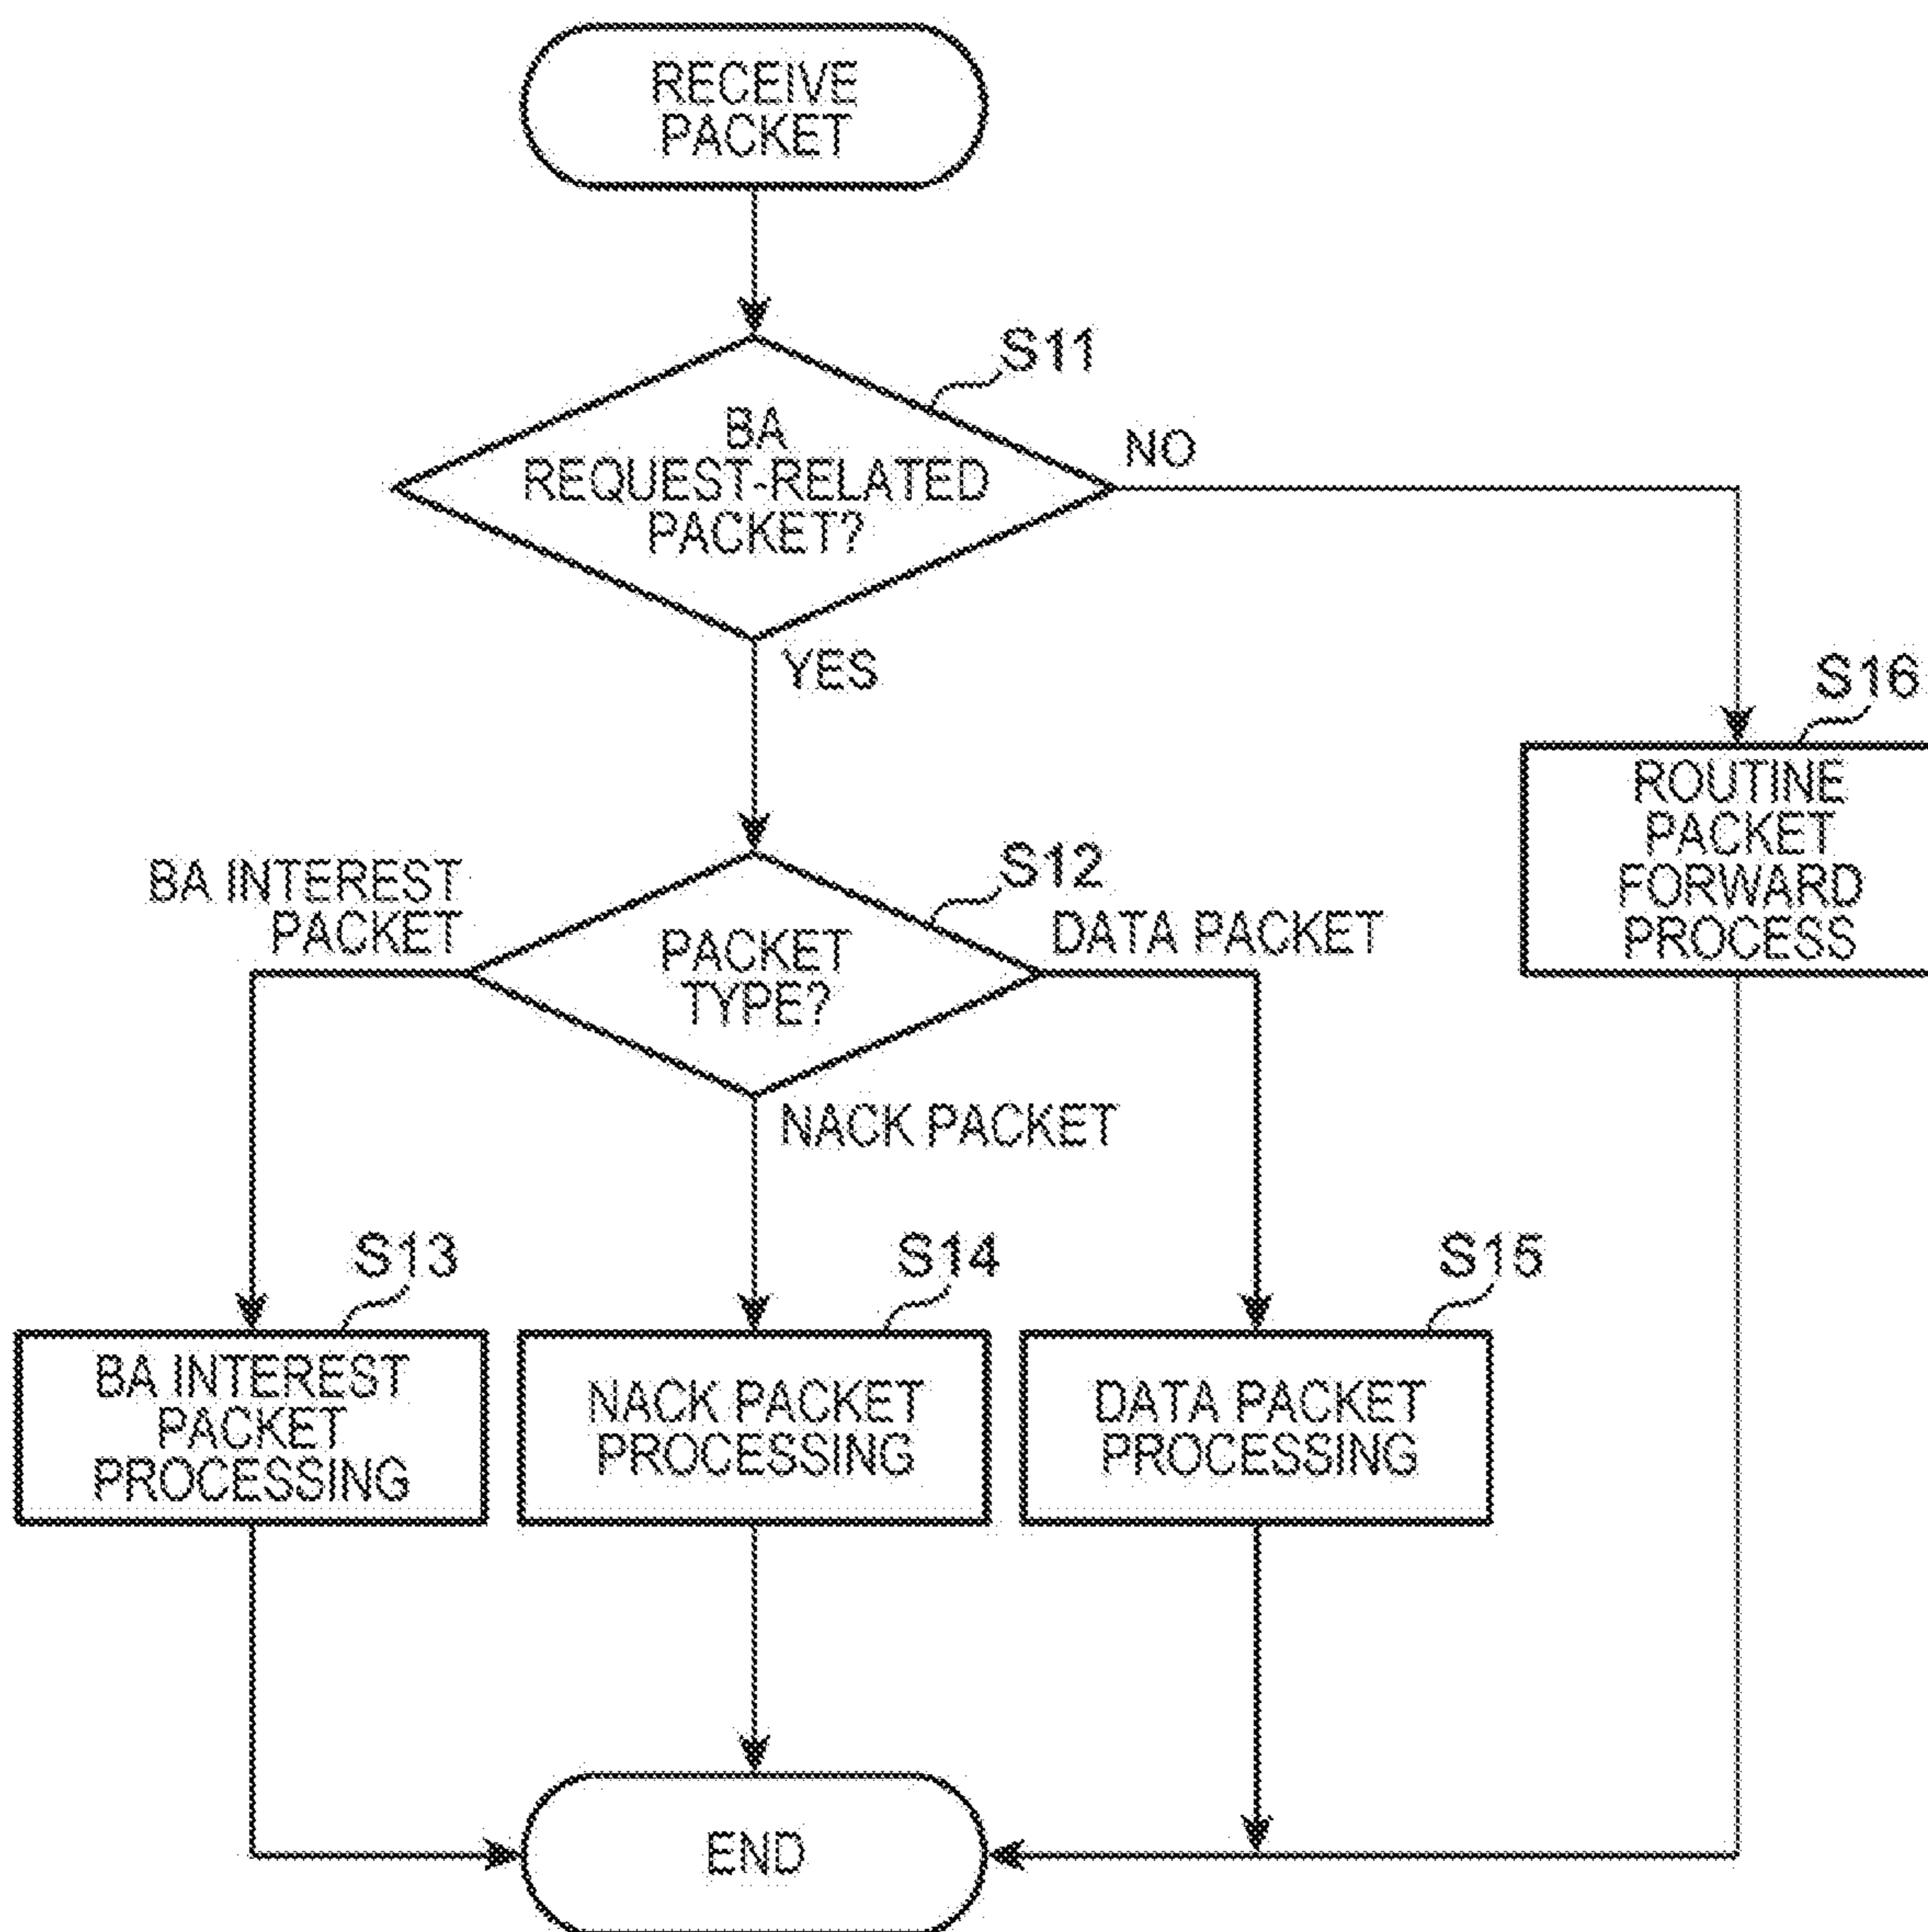 RECEIVE
PACKET
S11
BA
REQUEST-RELATED
PACKET?
NO
YES
S16
ROUTINE
PACKET
FORWARD
PROCESS
BA INTEREST
PACKET
S12
DATA PACKET
PACKET
TYPE?
NACK PACKET
S13
S14
S15
BA INTEREST
PACKET
PROCESSING
NACK PACKET
PROCESSING
DATA PACKET
PROCESSING
END